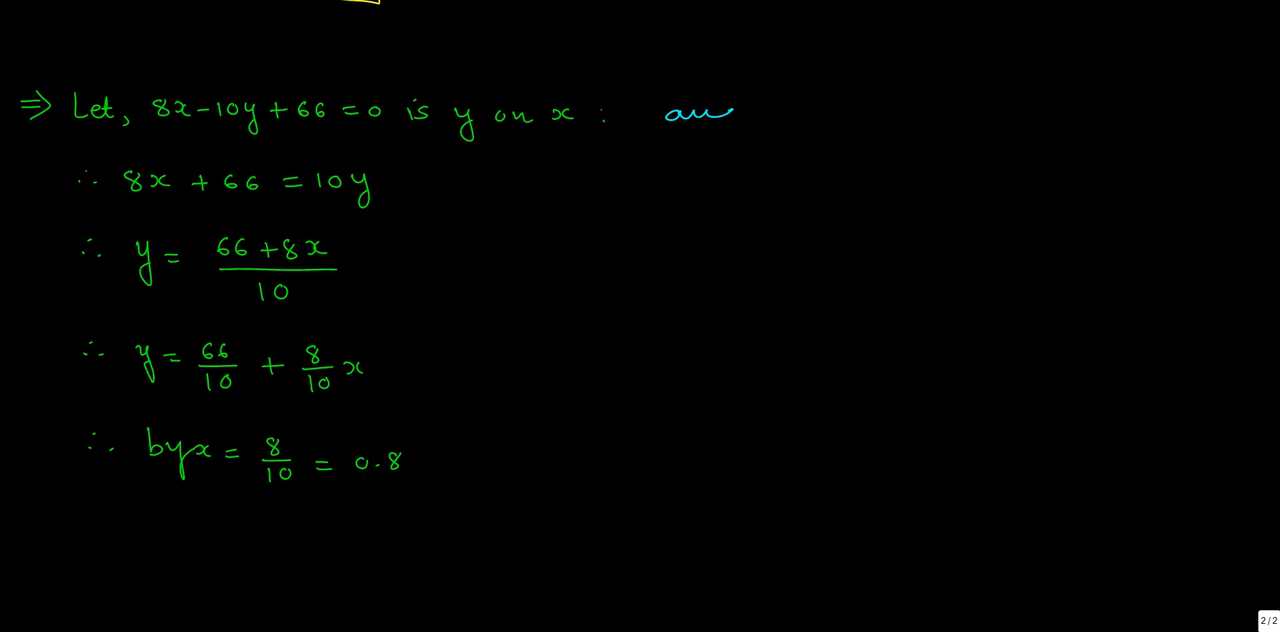 ⇒ Let, 8x - 10y + 66 = 0 is y on x :
∴ 8x + 66 = 10y
∴ y = (66 + 8x) / 10
∴ y = 66/10 + 8/10 x
∴ byx = 8/10 = 0.8
2 / 2